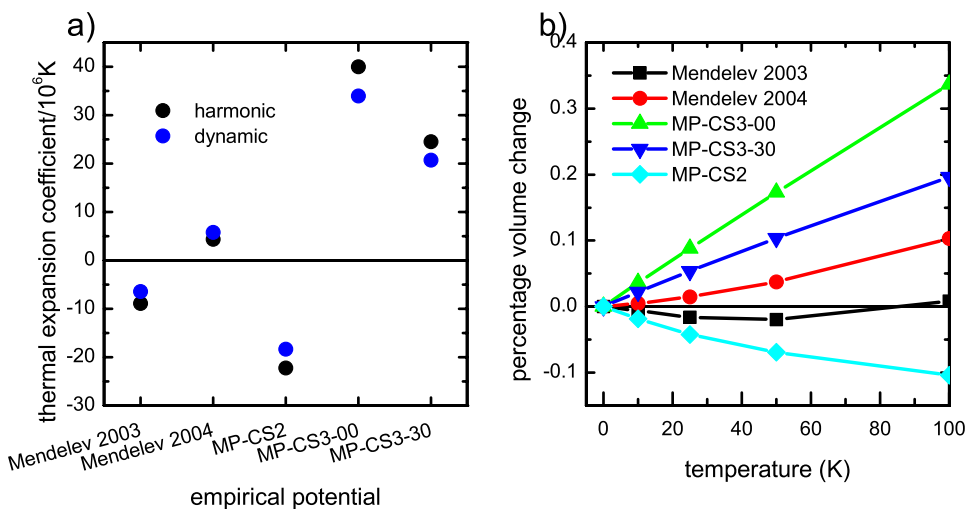 a)
thermal expansion coefficient/10⁶K
40
30
20
10
0
-10
-20
-30
harmonic
dynamic
Mendelev 2003
Mendelev 2004
MP-CS2
MP-CS3-00
MP-CS3-30
empirical potential
b)
percentage volume change
0.4
0.3
0.2
0.1
0.0
-0.1
Mendelev 2003
Mendelev 2004
MP-CS3-00
MP-CS3-30
MP-CS2
0 20 40 60 80 100
temperature (K)